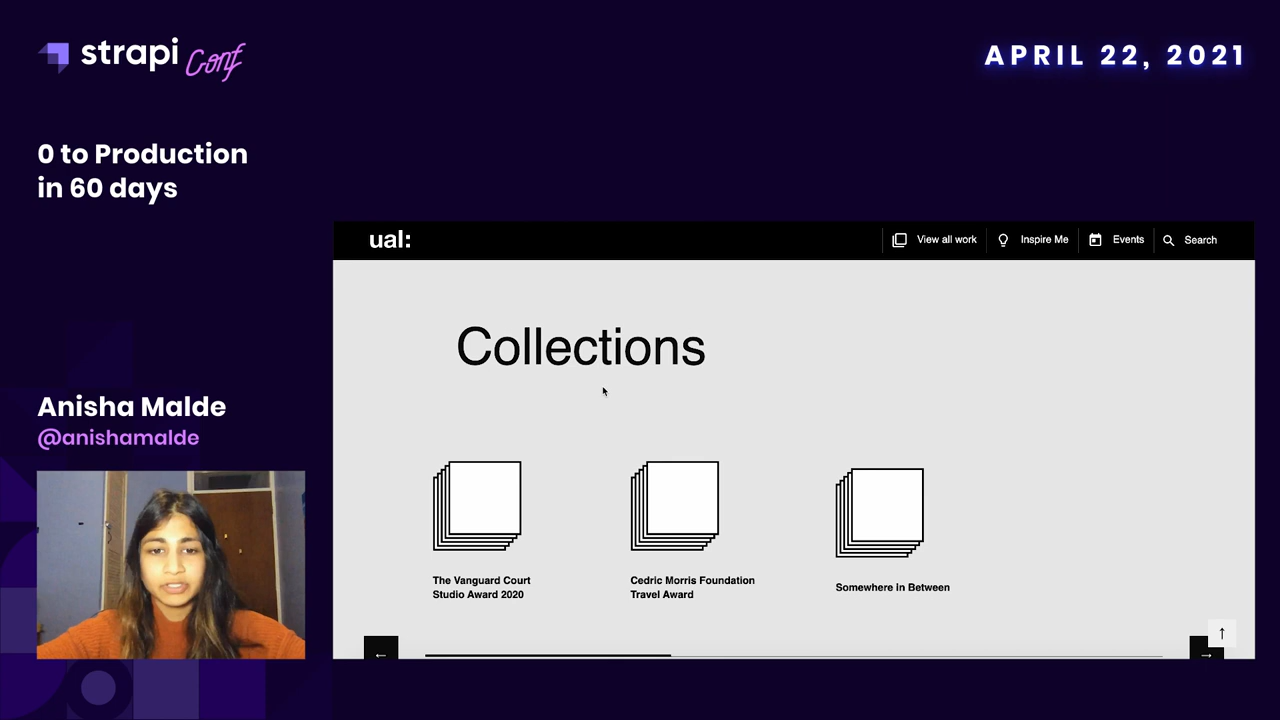 strapi Conf
APRIL 22, 2021
0 to Production
in 60 days
ual:
View all work
Inspire Me
Events
Search
Collections
The Vanguard Court
Studio Award 2020
Cedric Morris Foundation
Travel Award
Somewhere in Between
Anisha Malde
@anishamalde